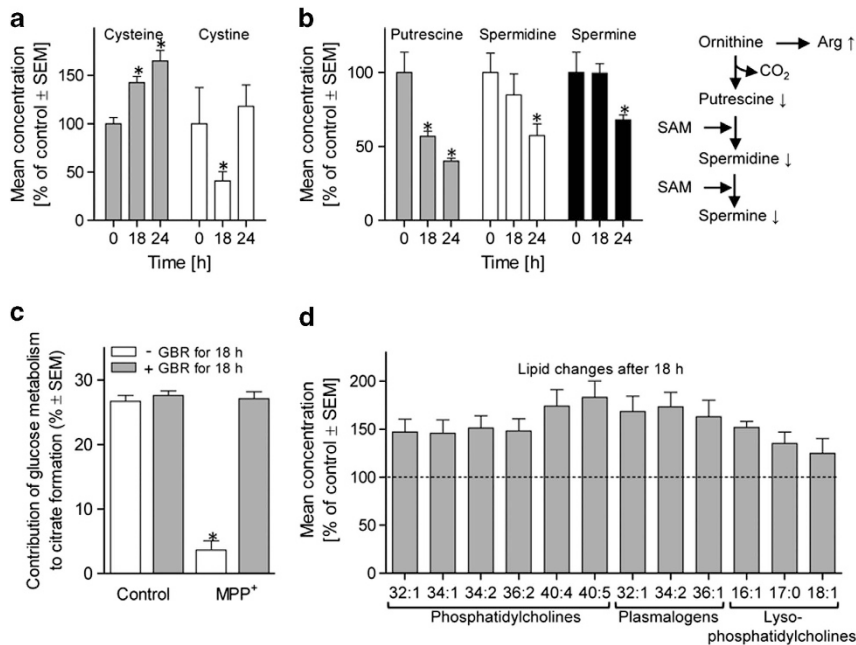 a
Cysteine Cystine
Mean concentration
[% of control ± SEM]
150
100
50
0
* * *
0 18 24 0 18 24
Time [h]
b
Putrescine Spermidine Spermine
Mean concentration
[% of control ± SEM]
100
50
0
* * * *
0 18 24 0 18 24 0 18 24
Time [h]
Ornithine Arg ↑
CO₂
Putrescine ↓
SAM
Spermidine ↓
SAM
Spermine ↓
c
Contribution of glucose metabolism
to citrate formation (% ± SEM)
- GBR for 18 h
+ GBR for 18 h
30
20
10
0
*
Control MPP⁺
d
Lipid changes after 18 h
Mean concentration
[% of control ± SEM]
200
150
100
50
0
32:1 34:1 34:2 36:2 40:4 40:5 32:1 34:2 36:1 16:1 17:0 18:1
Phosphatidylcholines Plasmalogens Lyso-
phosphatidylcholines